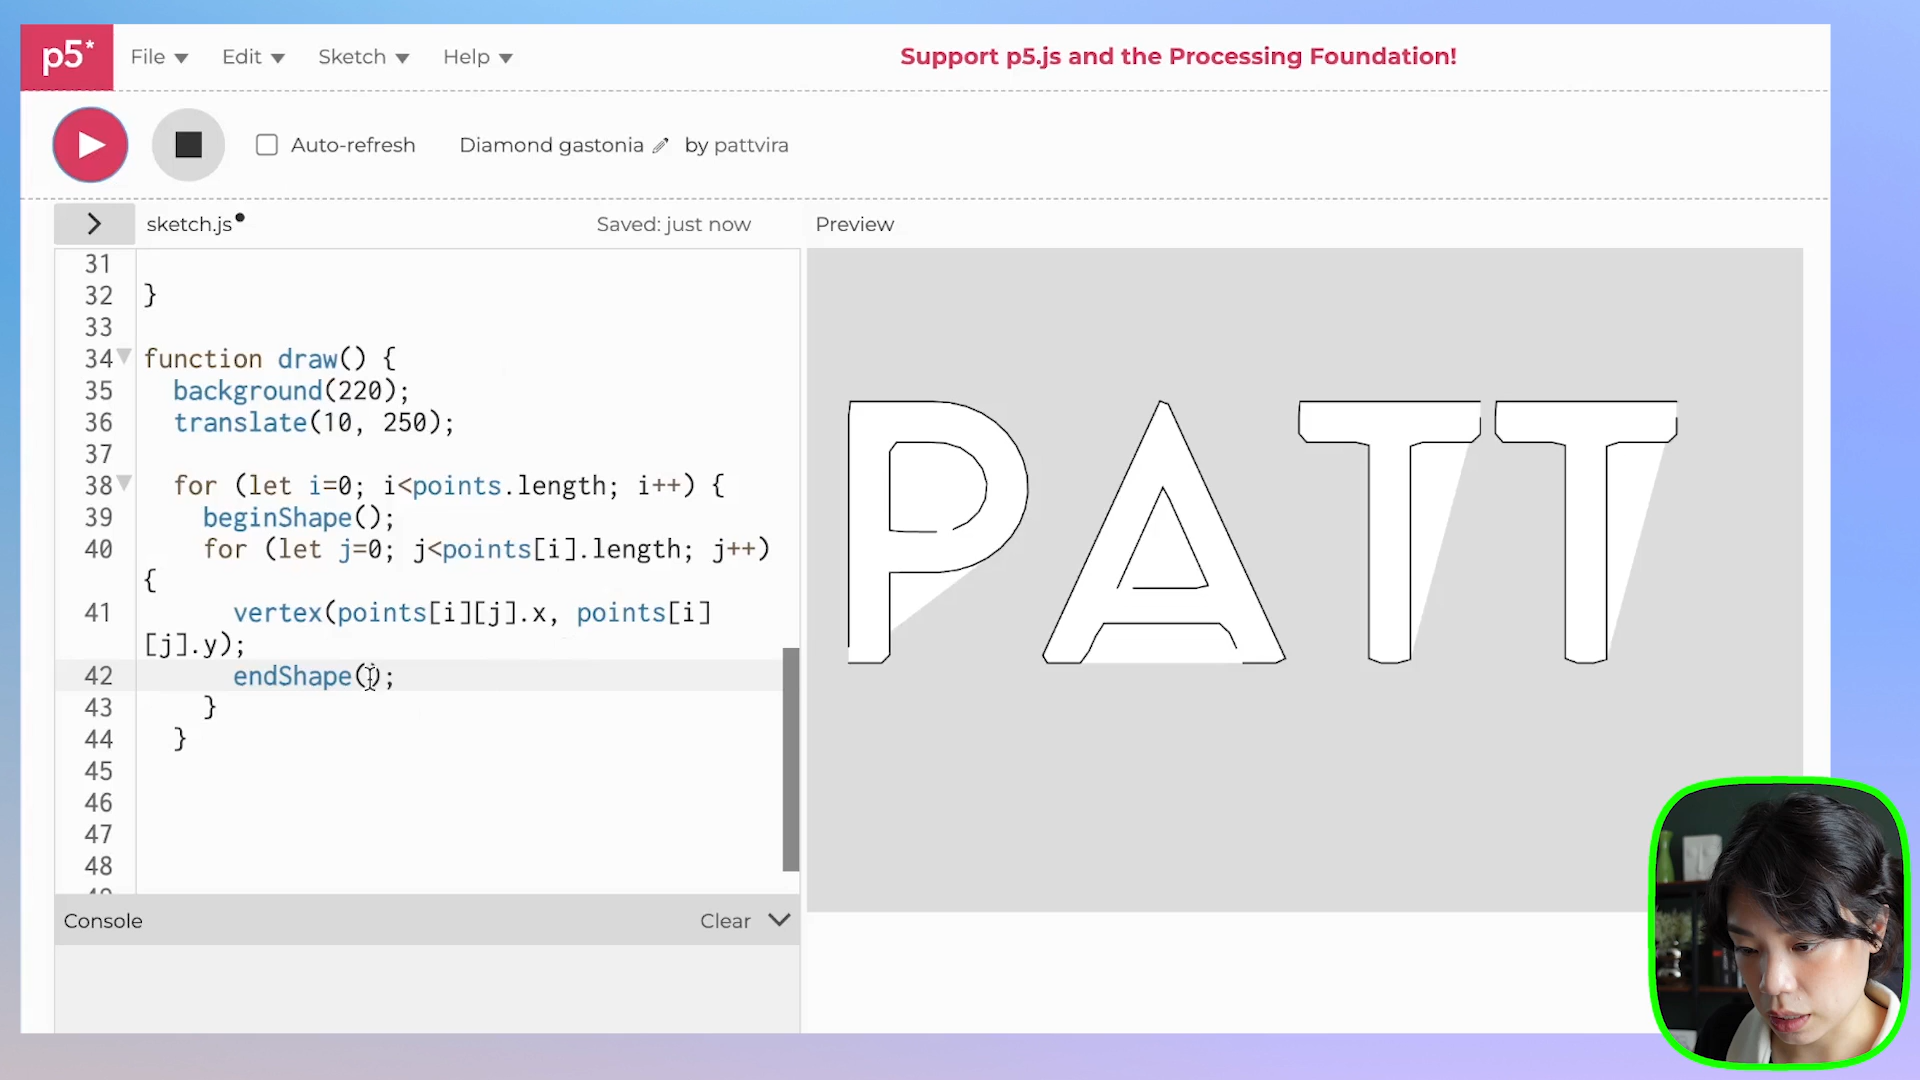 p5*
File Edit Sketch Help Support p5.js and the Processing Foundation!
Auto-refresh Diamond gastonia by pattvira
sketch.js Saved: just now Preview
31
32 }
33
34 function draw() {
35 background(220);
36 translate(10, 250);
37
38 for (let i=0; i<points.length; i++) {
39 beginShape();
40 for (let j=0; j<points[i].length; j++)
{
41 vertex(points[i][j].x, points[i]
[j].y);
42 endShape();
43 }
44 }
45
46
47
48
PATT
Console Clear